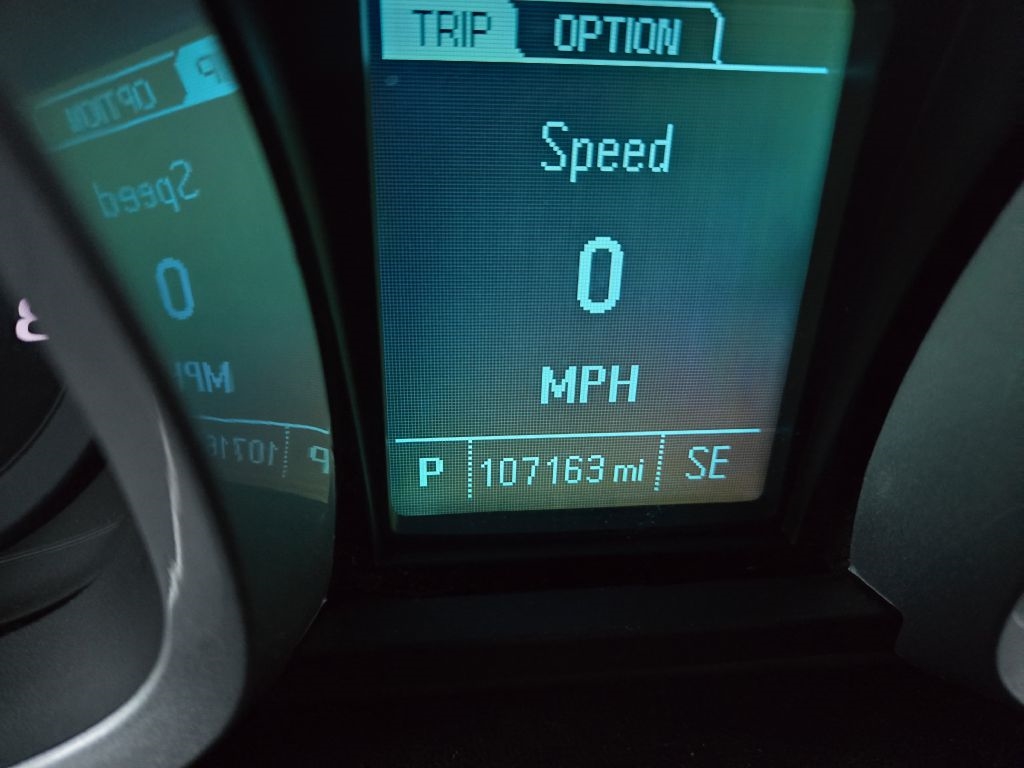 TRIP OPTION
Speed
0
MPH
P 107163 mi SE